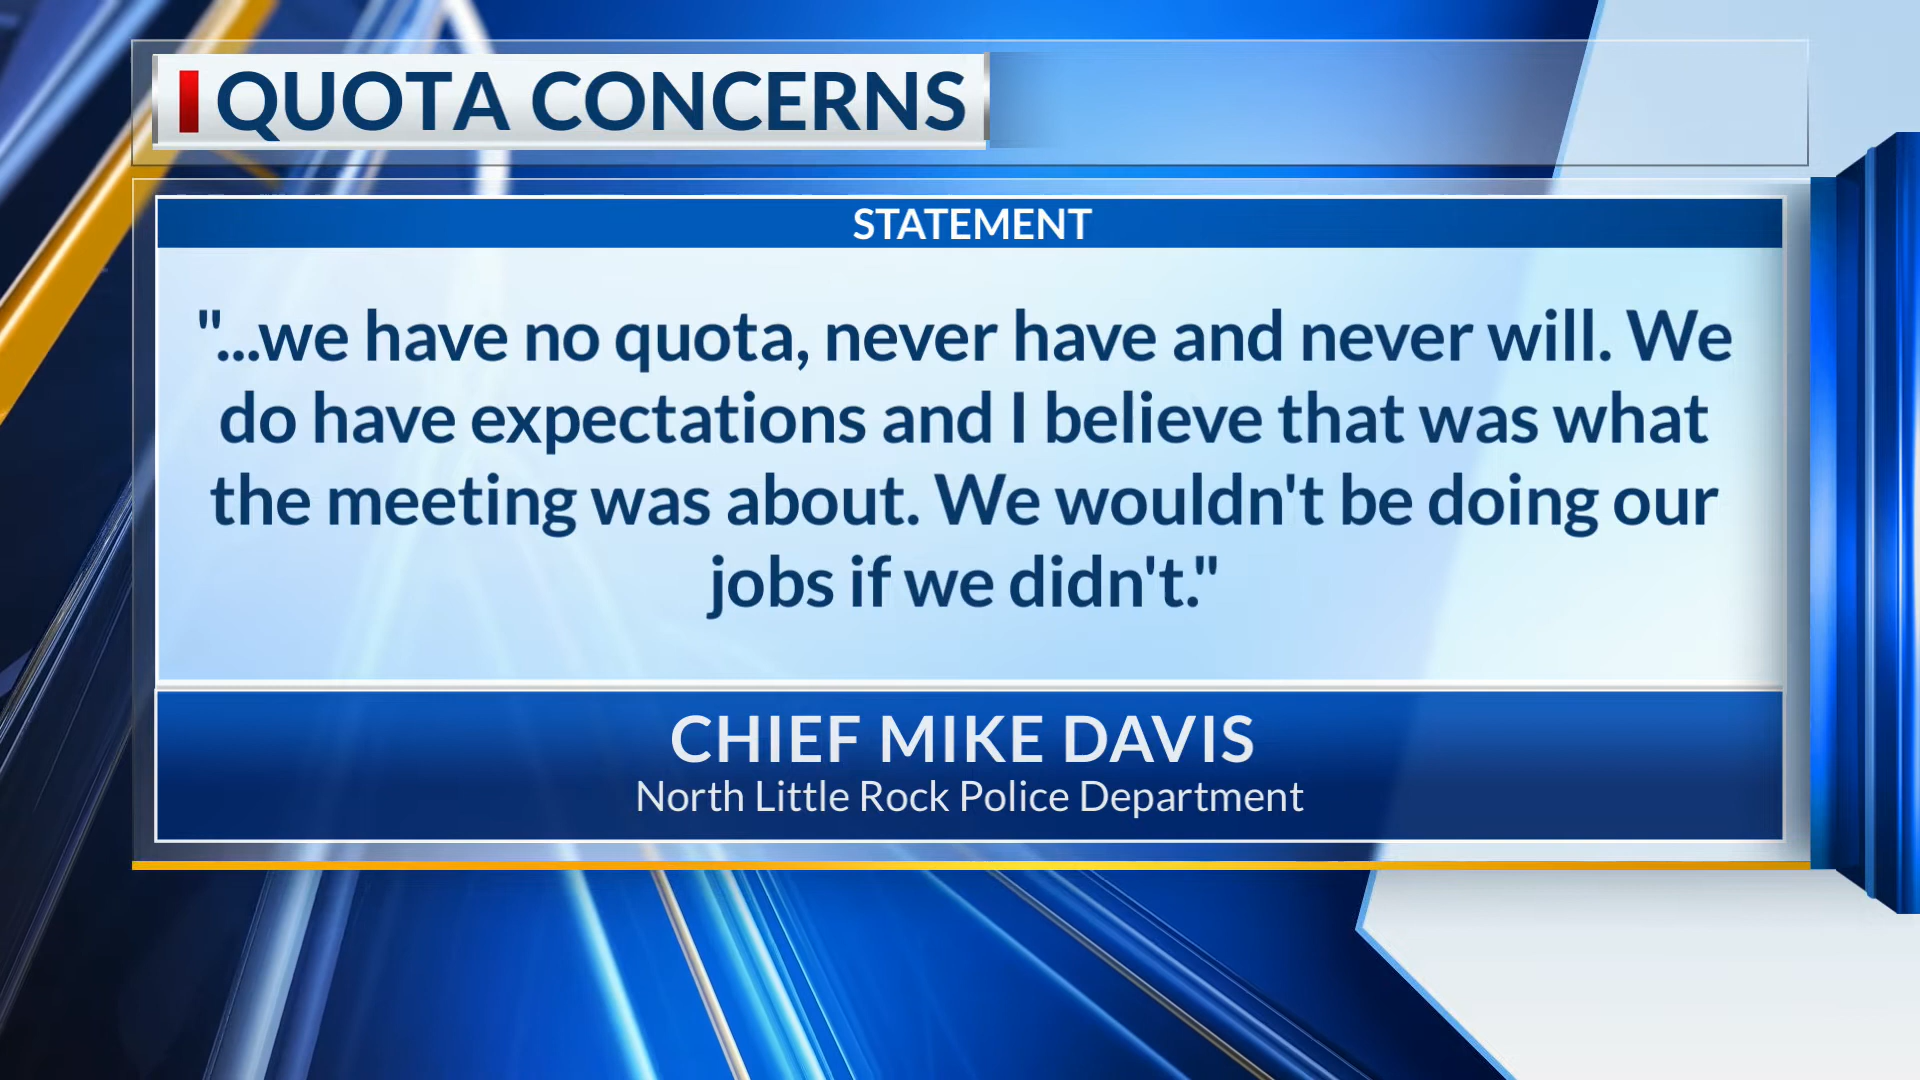 QUOTA CONCERNS
STATEMENT
"...we have no quota, never have and never will. We
do have expectations and I believe that was what
the meeting was about. We wouldn't be doing our
jobs if we didn't."
CHIEF MIKE DAVIS
North Little Rock Police Department